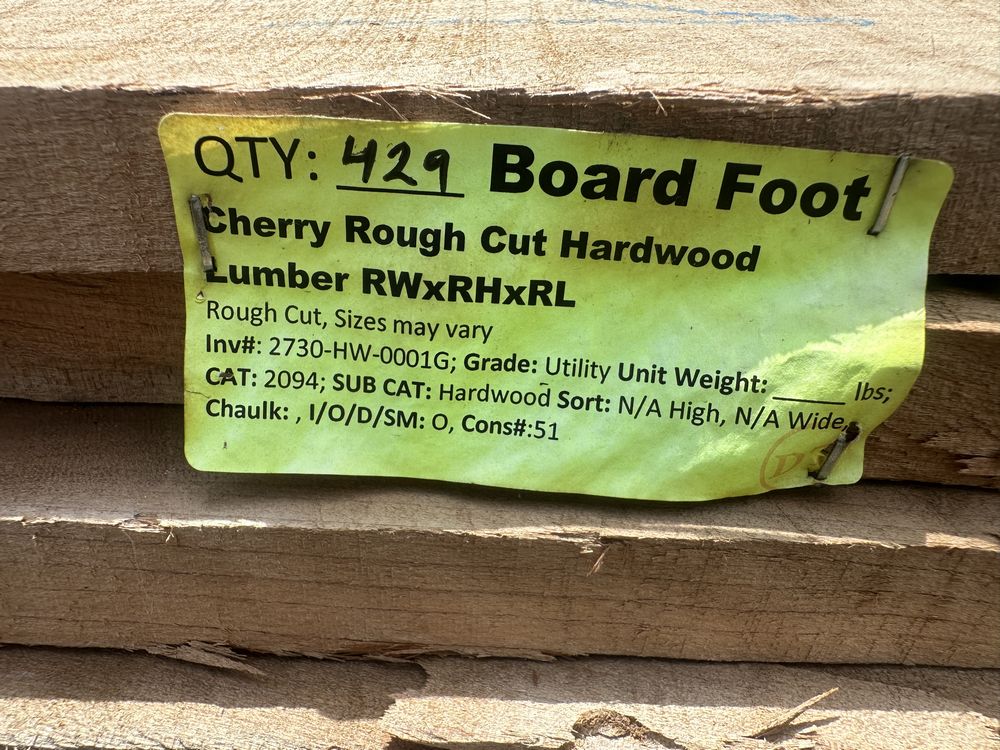 QTY: 429 Board Foot
Cherry Rough Cut Hardwood
Lumber RWxRHxRL
Rough Cut, Sizes may vary
Inv#: 2730-HW-0001G; Grade: Utility Unit Weight: ______ lbs;
CAT: 2094; SUB CAT: Hardwood Sort: N/A High, N/A Wide,
Chaulk: , I/O/D/SM: O, Cons#:51